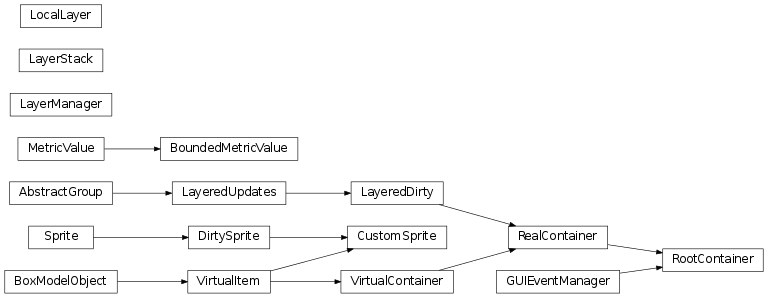 LocalLayer
LayerStack
LayerManager
MetricValue
BoundedMetricValue
AbstractGroup
LayeredUpdates
LayeredDirty
Sprite
DirtySprite
CustomSprite
RealContainer
RootContainer
BoxModelObject
VirtualItem
VirtualContainer
GUIEventManager